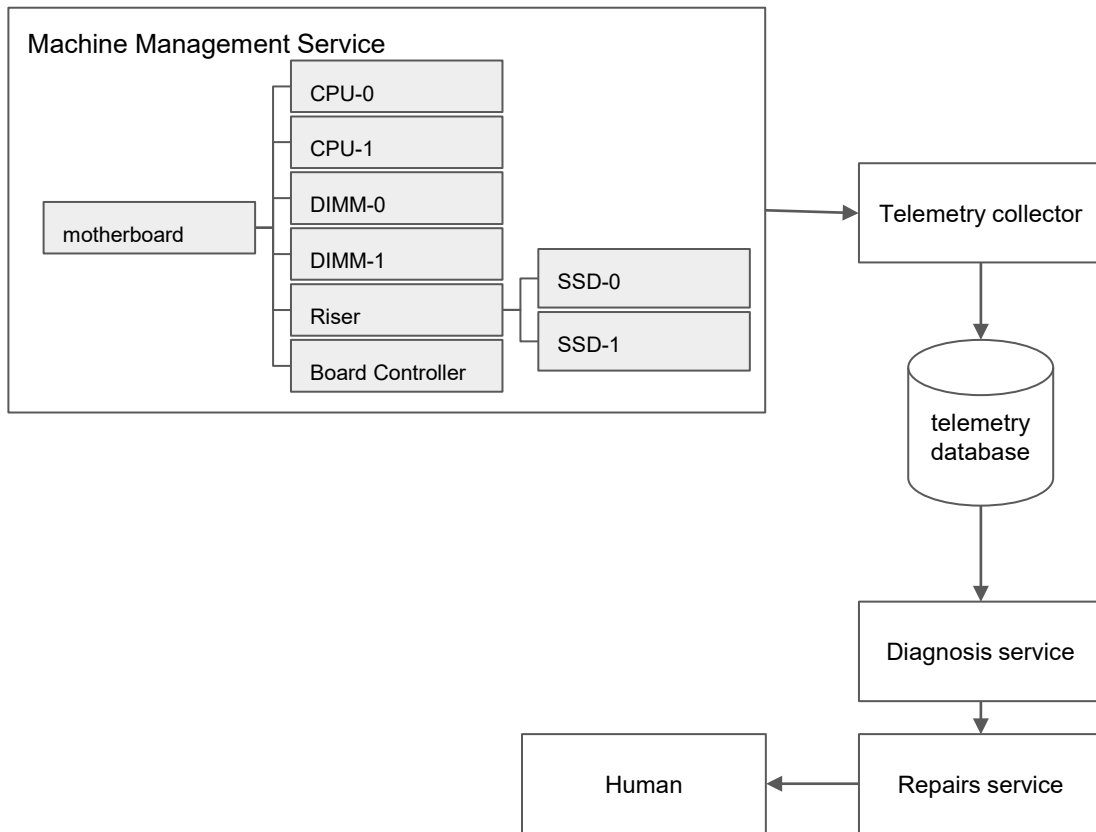 Machine Management Service
CPU-0
CPU-1
DIMM-0
motherboard
DIMM-1
Riser
Board Controller
SSD-0
SSD-1
Telemetry collector
telemetry
database
Diagnosis service
Repairs service
Human